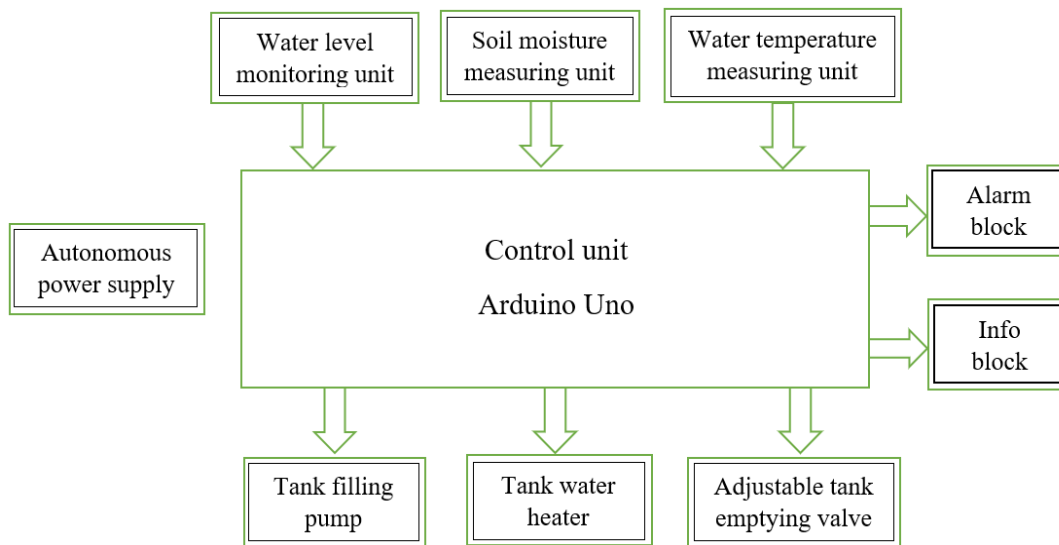 Water level
monitoring unit
Soil moisture
measuring unit
Water temperature
measuring unit
Autonomous
power supply
Control unit
Arduino Uno
Alarm
block
Info
block
Tank filling
pump
Tank water
heater
Adjustable tank
emptying valve